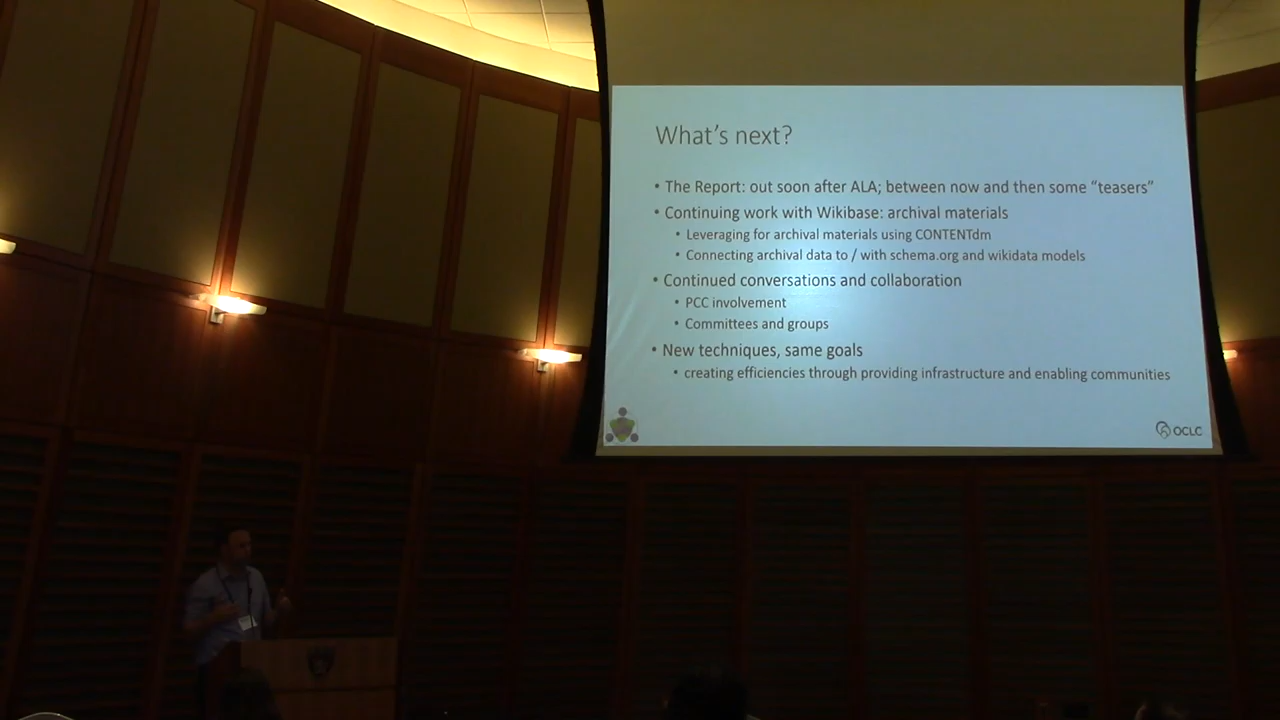 What's next?
• The Report: out soon after ALA; between now and then some "teasers"
• Continuing work with Wikibase: archival materials
• Leveraging for archival materials using CONTENTdm
• Connecting archival data to / with schema.org and wikidata models
• Continued conversations and collaboration
• PCC involvement
• Committees and groups
• New techniques, same goals
• creating efficiencies through providing infrastructure and enabling communities
OCLC